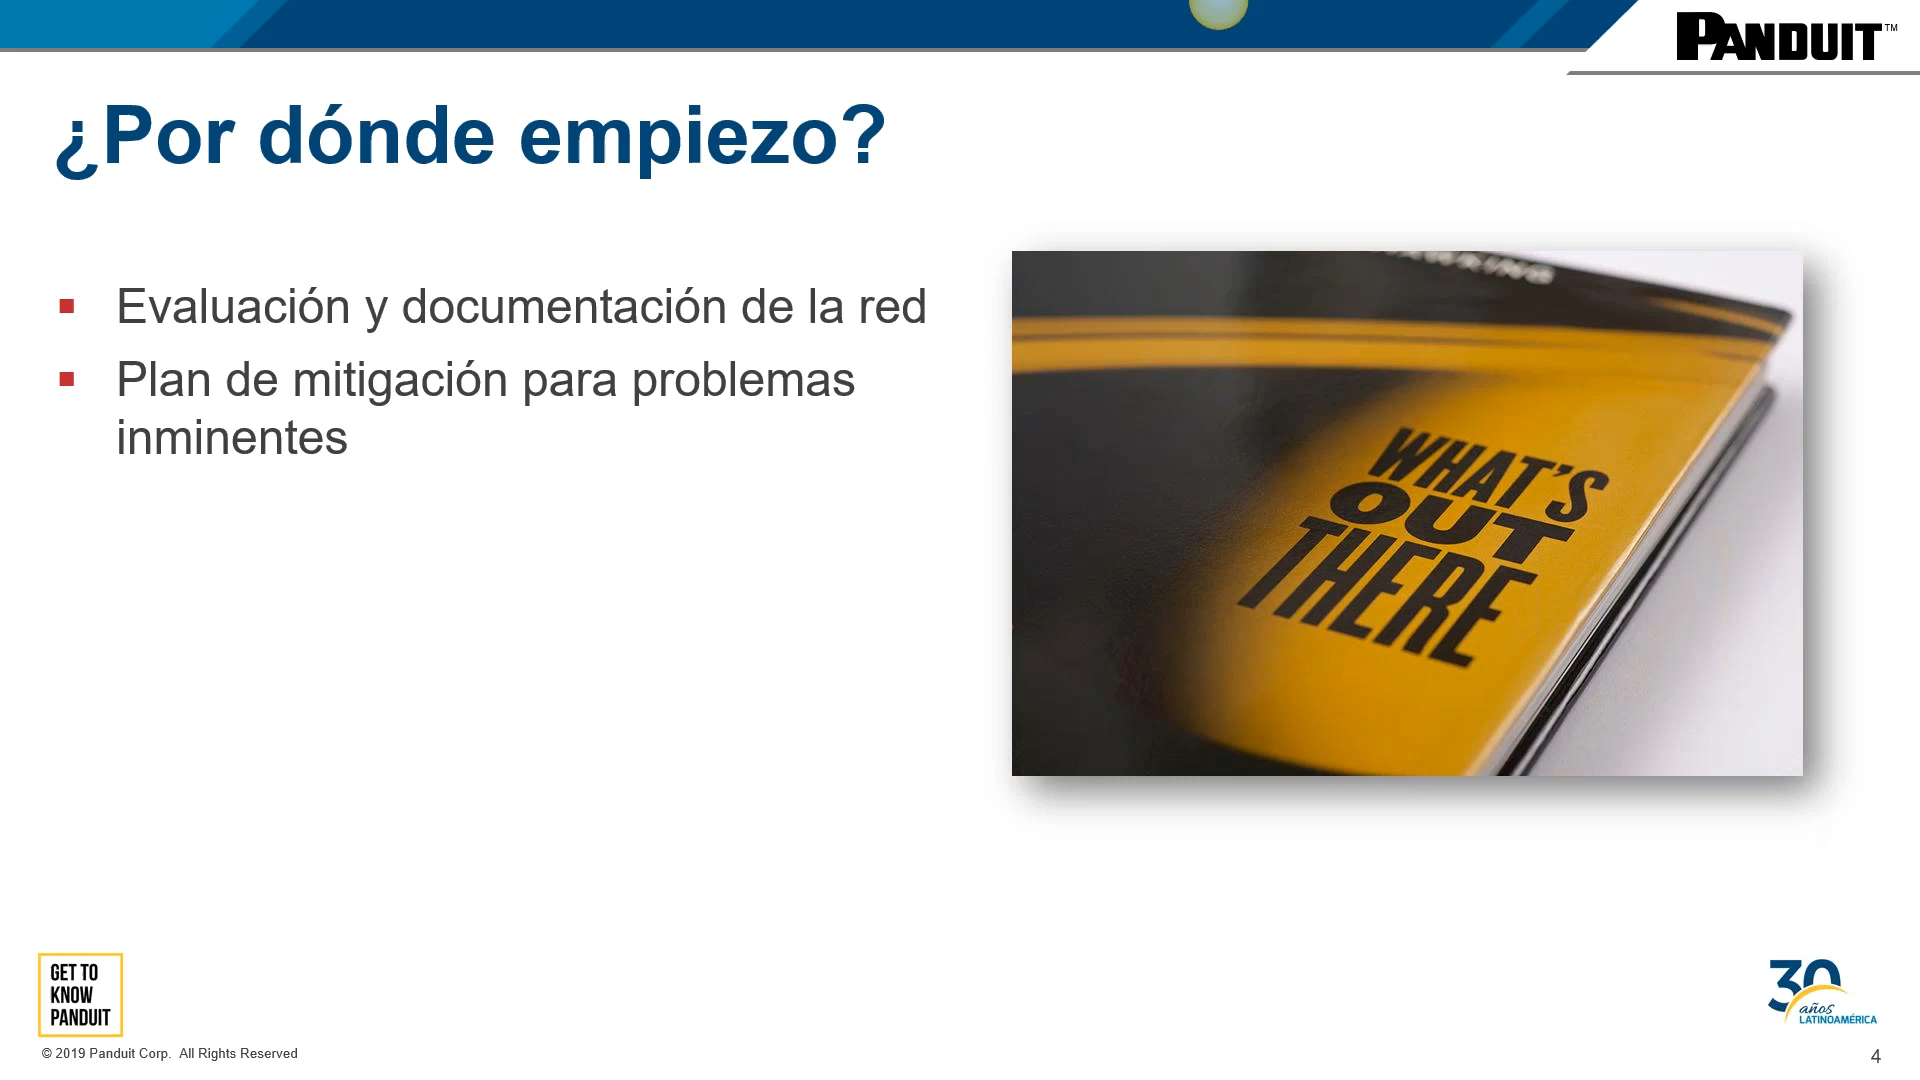 PANDUIT™
¿Por dónde empiezo?
▪ Evaluación y documentación de la red
▪ Plan de mitigación para problemas
inminentes
WHAT'S
OUT
THERE
GET TO
KNOW
PANDUIT
30
años
LATINOAMÉRICA
© 2019 Panduit Corp. All Rights Reserved
4